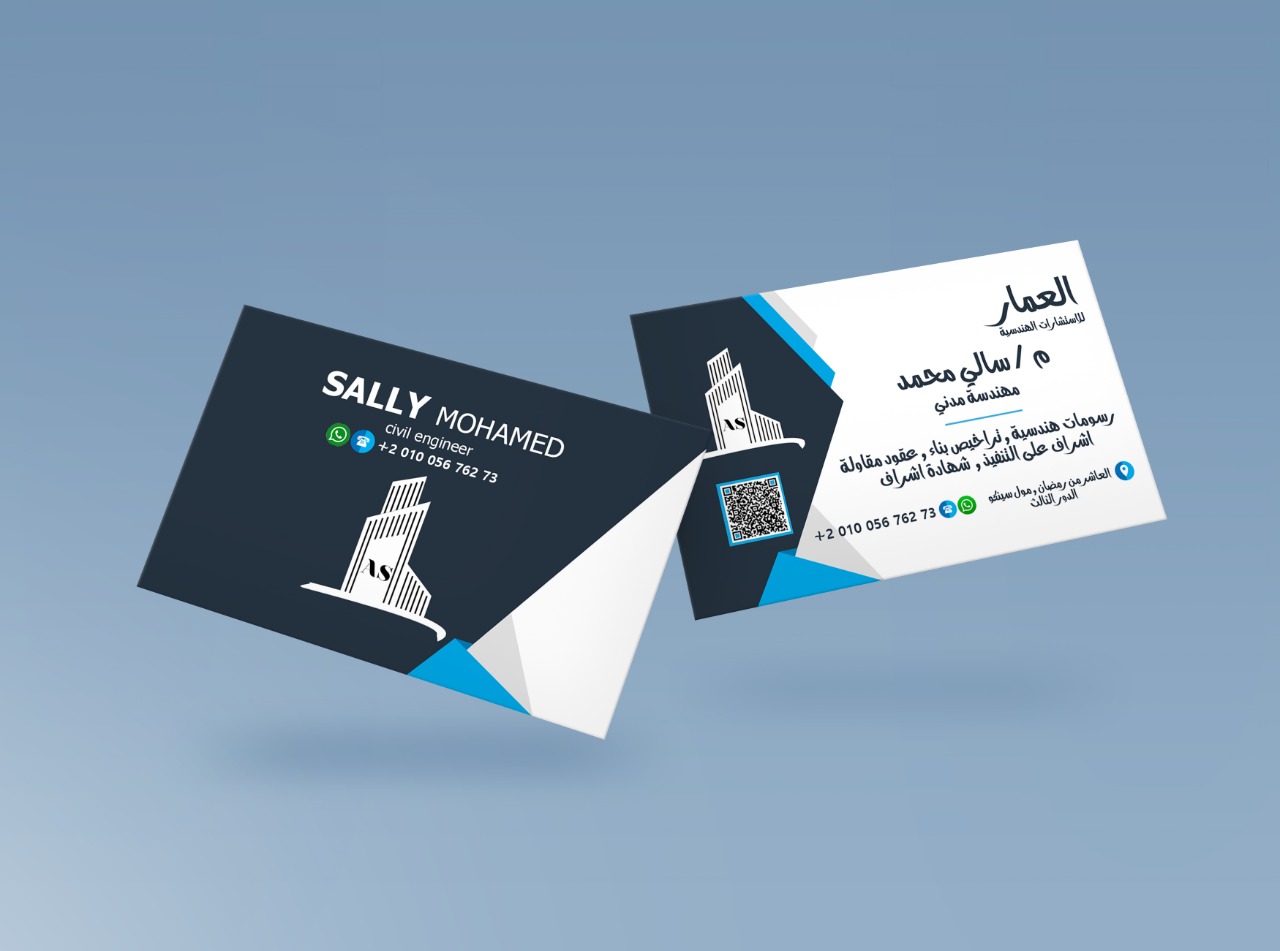 SALLY MOHAMED
civil engineer
+2 010 056 762 73
AS
العمار
للاستشارات الهندسية
م / سالي محمد
مهندسة مدني
رسومات هندسية , تراخيص بناء , عقود مقاولة
اشراف على التنفيذ , شهادة اشراف
العاشر من رمضان , مول سيتكو
الدور الثالث
+2 010 056 762 73
AS